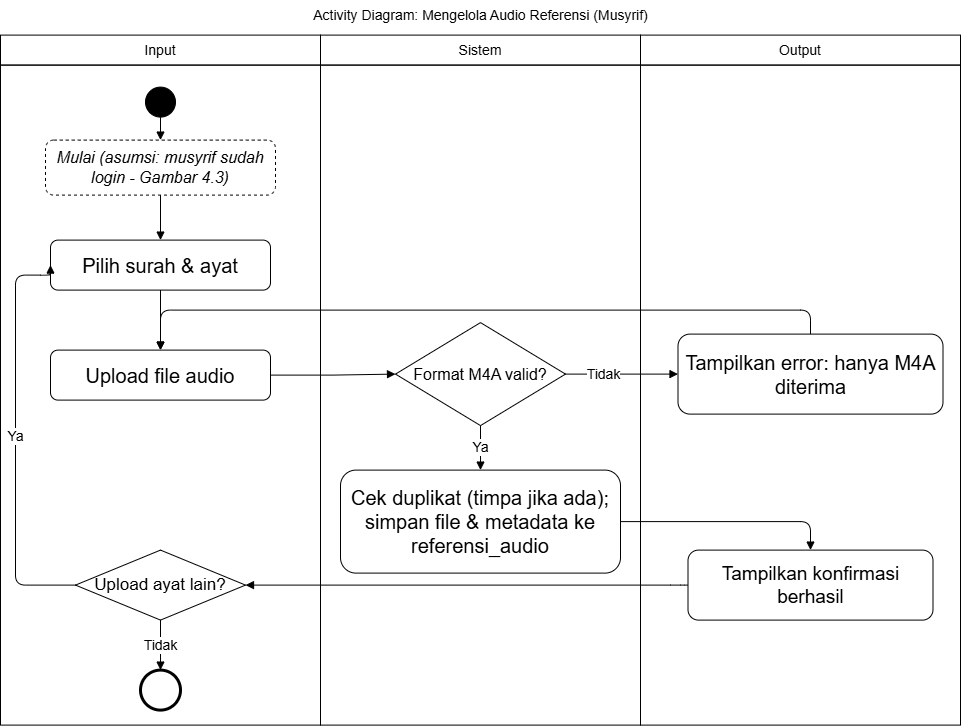 Activity Diagram: Mengelola Audio Referensi (Musyrif)
Input
Sistem
Output
Mulai (asumsi: musyrif sudah
login - Gambar 4.3)
Pilih surah & ayat
Upload file audio
Format M4A valid?
Tidak
Tampilkan error: hanya M4A
diterima
Ya
Ya
Cek duplikat (timpa jika ada);
simpan file & metadata ke
referensi_audio
Tampilkan konfirmasi
berhasil
Upload ayat lain?
Tidak